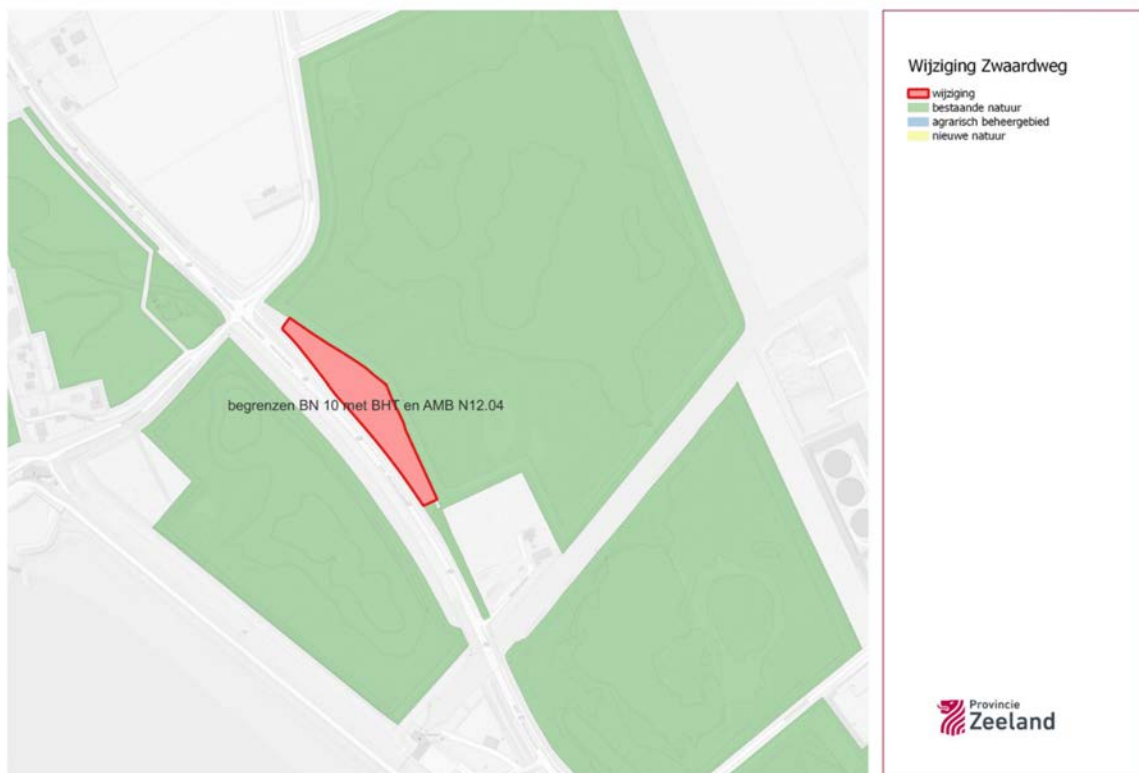 begrenzen BN 10 met BHT en AMB N12.04
Wijziging Zwaardweg
wijziging
bestaande natuur
agrarisch beheergebied
nieuwe natuur
Provincie
Zeeland